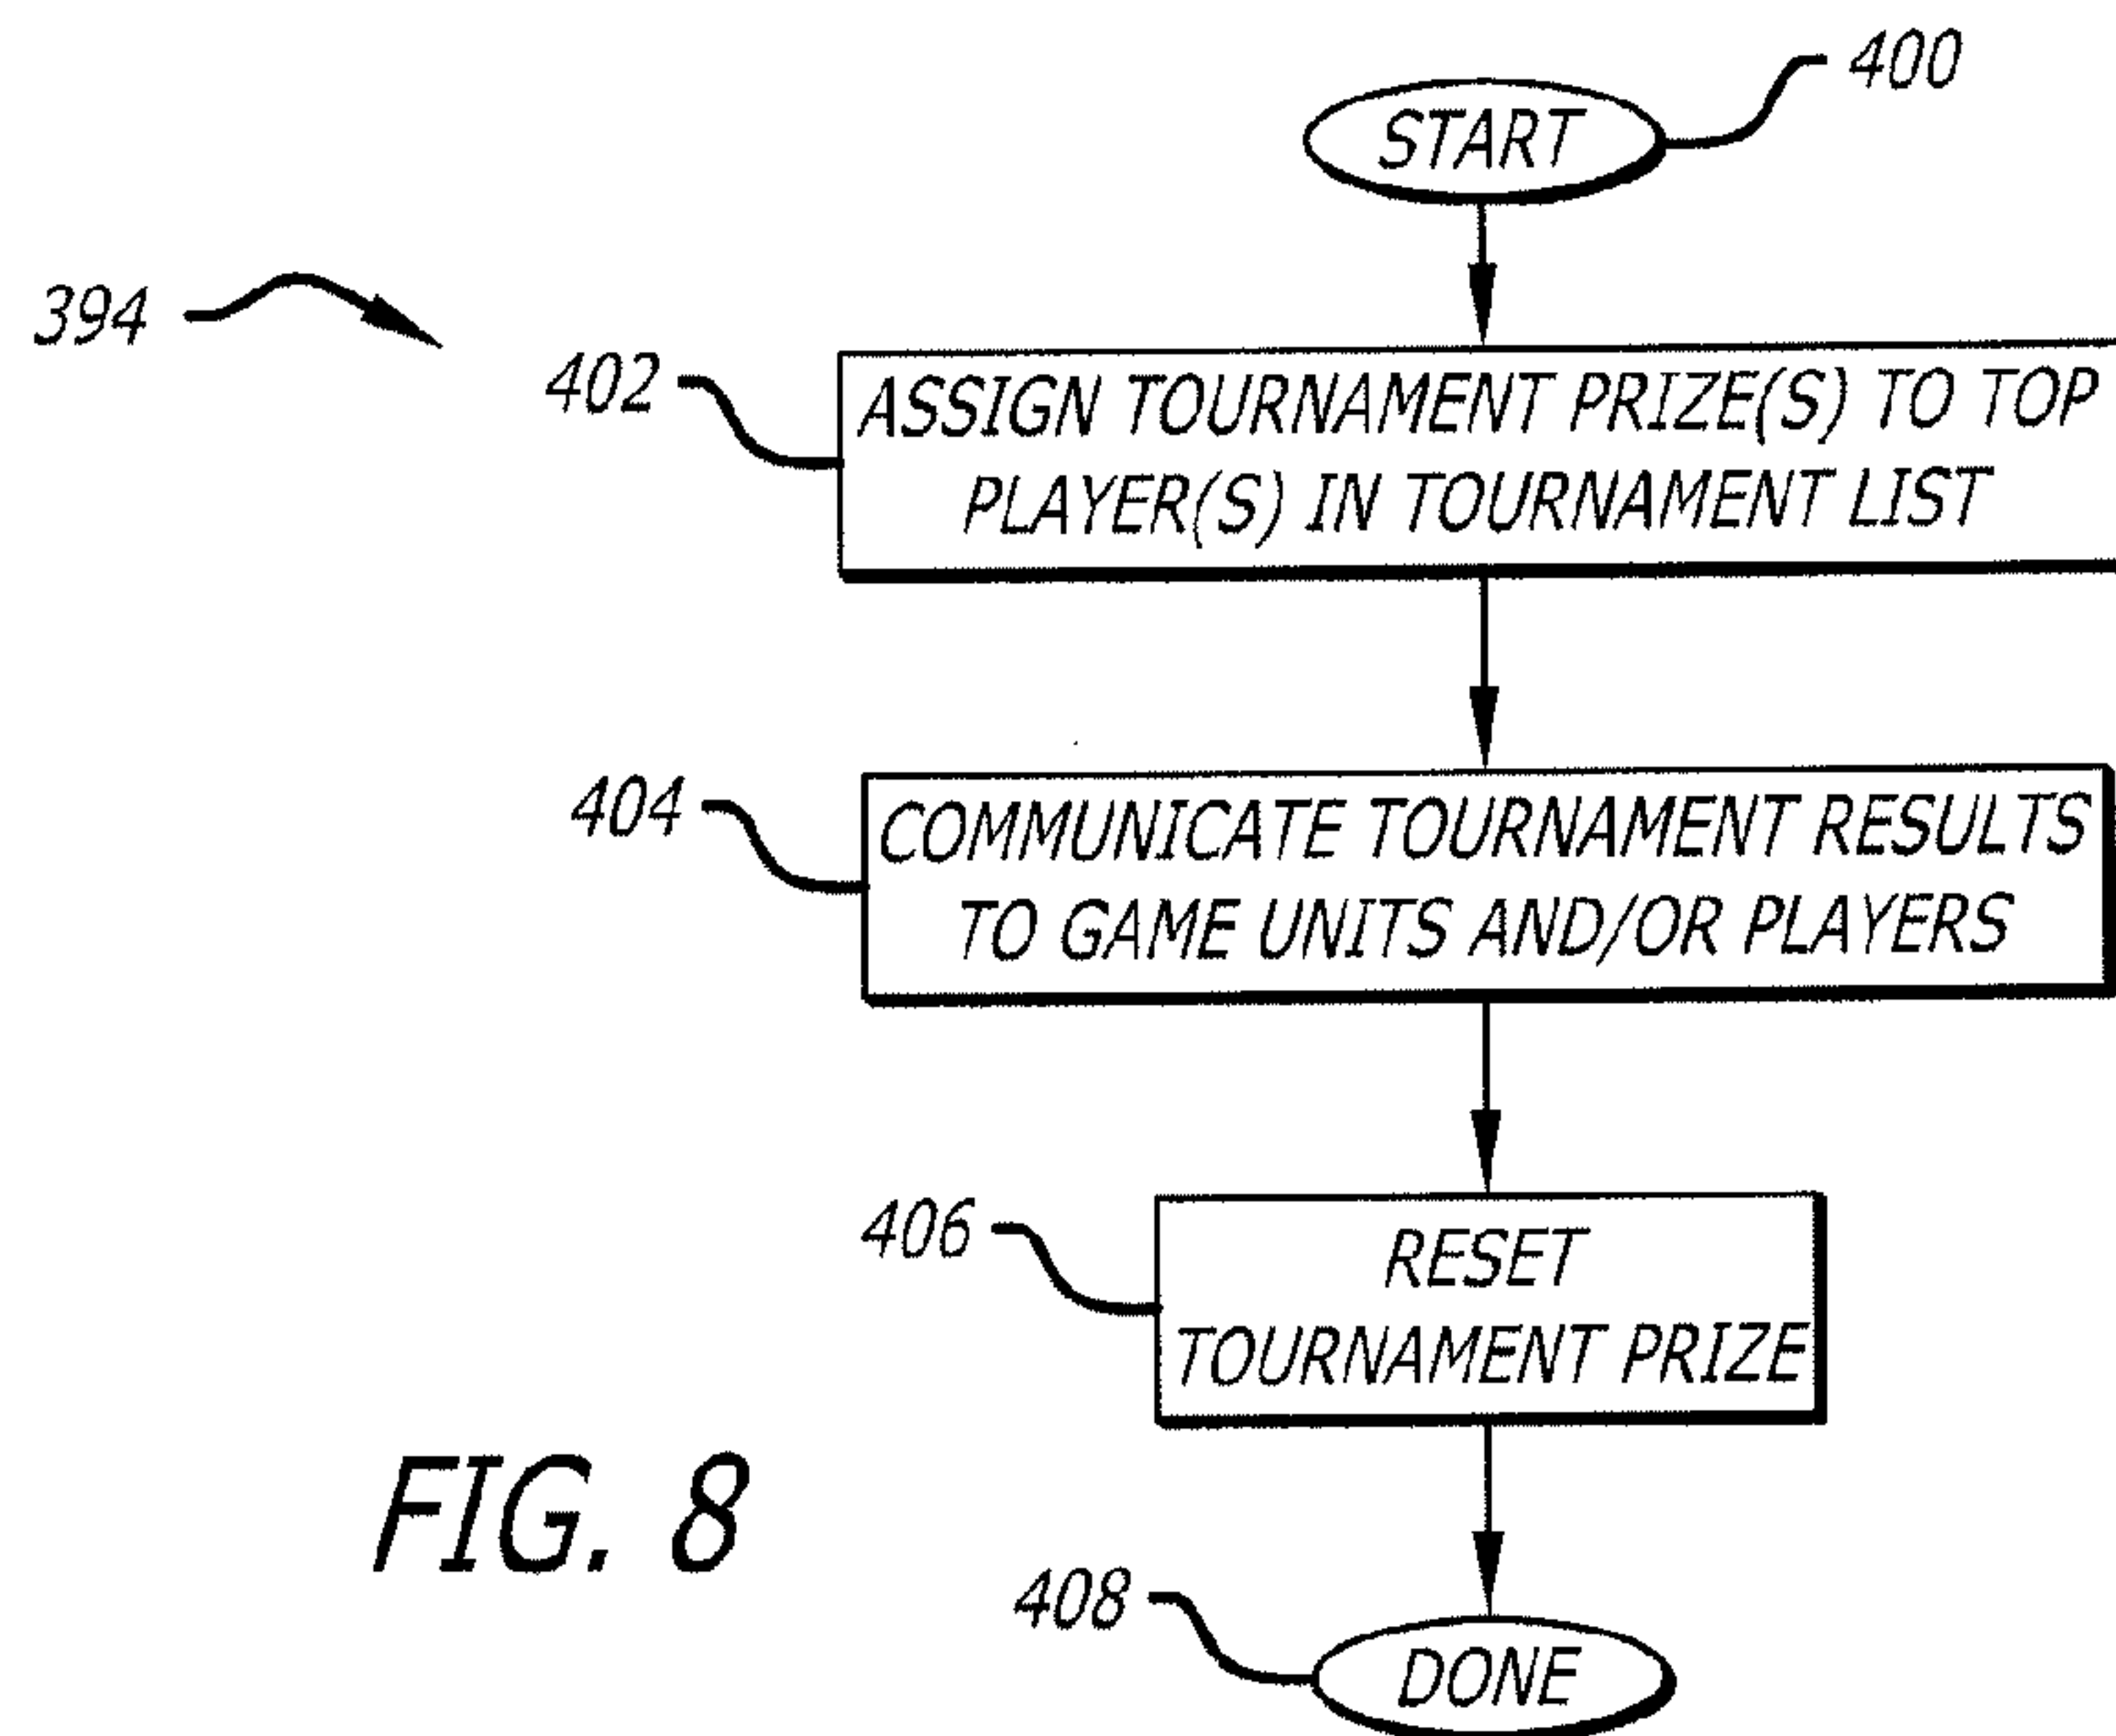 400
START
394
402
ASSIGN TOURNAMENT PRIZE(S) TO TOP
PLAYER(S) IN TOURNAMENT LIST
404
COMMUNICATE TOURNAMENT RESULTS
TO GAME UNITS AND/OR PLAYERS
406
RESET
TOURNAMENT PRIZE
FIG. 8
408
DONE